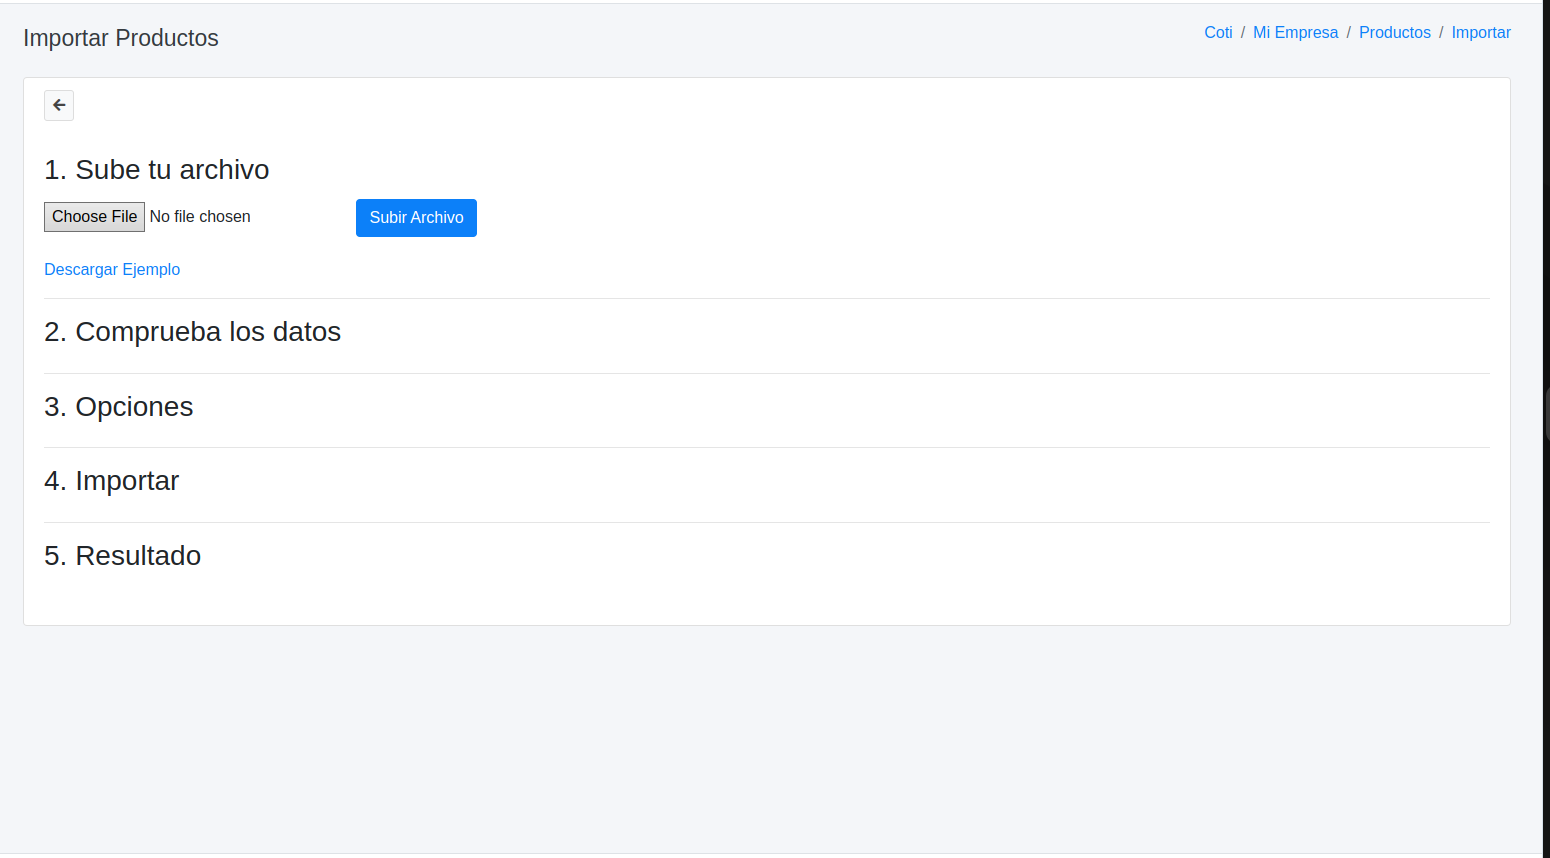 Importar Productos
Coti / Mi Empresa / Productos / Importar
1. Sube tu archivo
Choose File No file chosen
Subir Archivo
Descargar Ejemplo
2. Comprueba los datos
3. Opciones
4. Importar
5. Resultado